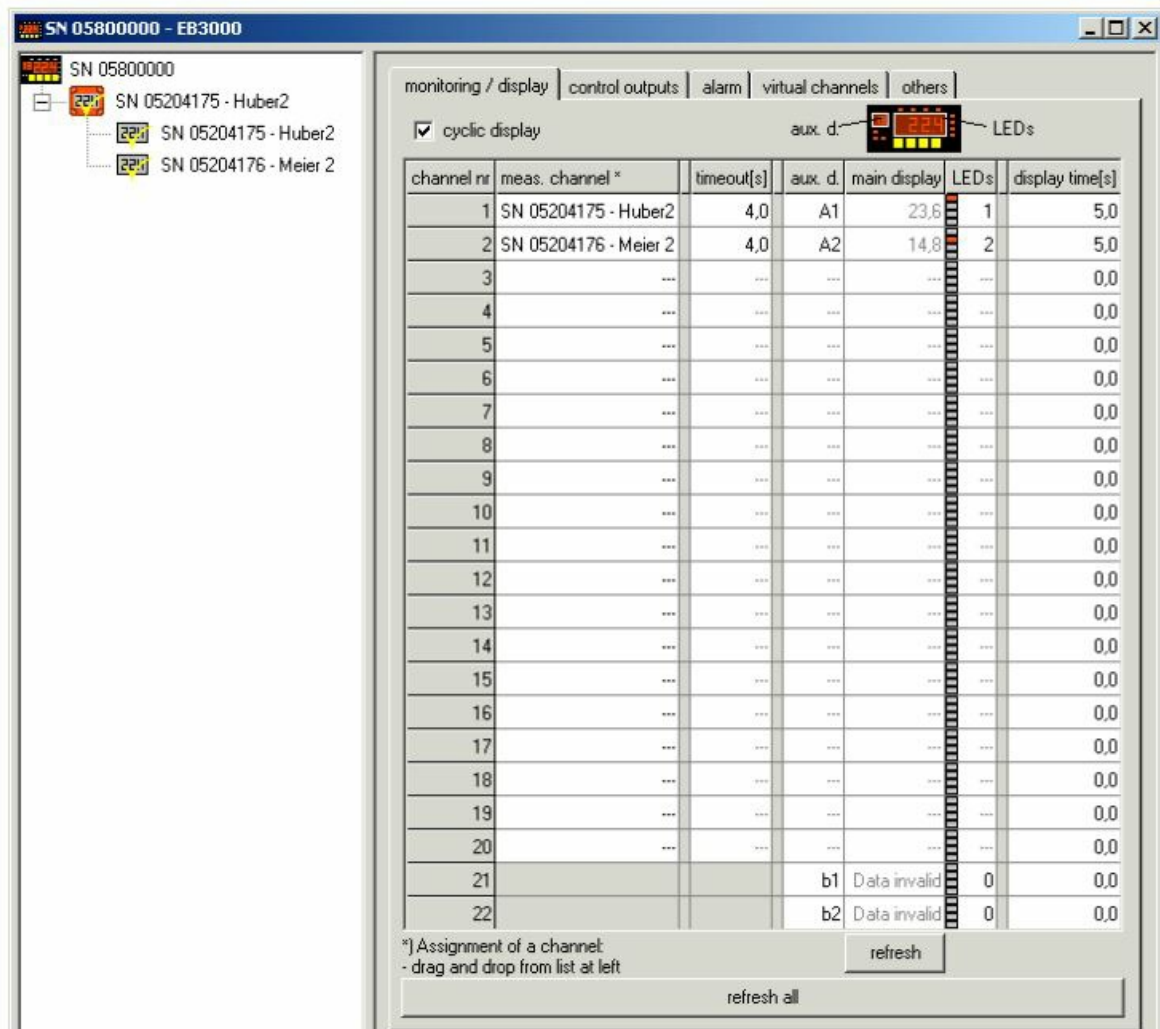 SN 05800000 - EB3000
SN 05800000
SN 05204175 - Huber2
SN 05204175 - Huber2
SN 05204176 - Meier 2
monitoring / display control outputs alarm virtual channels others
cyclic display aux. d. 22.4 LEDs
channel nr meas. channel * timeout[s] aux. d. main display LEDs display time[s]
1 SN 05204175 - Huber2 4,0 A1 23,6 1 5,0
2 SN 05204176 - Meier 2 4,0 A2 14,8 2 5,0
3 --- --- --- --- --- 0,0
4 --- --- --- --- --- 0,0
5 --- --- --- --- --- 0,0
6 --- --- --- --- --- 0,0
7 --- --- --- --- --- 0,0
8 --- --- --- --- --- 0,0
9 --- --- --- --- --- 0,0
10 --- --- --- --- --- 0,0
11 --- --- --- --- --- 0,0
12 --- --- --- --- --- 0,0
13 --- --- --- --- --- 0,0
14 --- --- --- --- --- 0,0
15 --- --- --- --- --- 0,0
16 --- --- --- --- --- 0,0
17 --- --- --- --- --- 0,0
18 --- --- --- --- --- 0,0
19 --- --- --- --- --- 0,0
20 --- --- --- --- --- 0,0
21 b1 Data invalid 0 0,0
22 b2 Data invalid 0 0,0
*) Assignment of a channel:
- drag and drop from list at left
refresh
refresh all